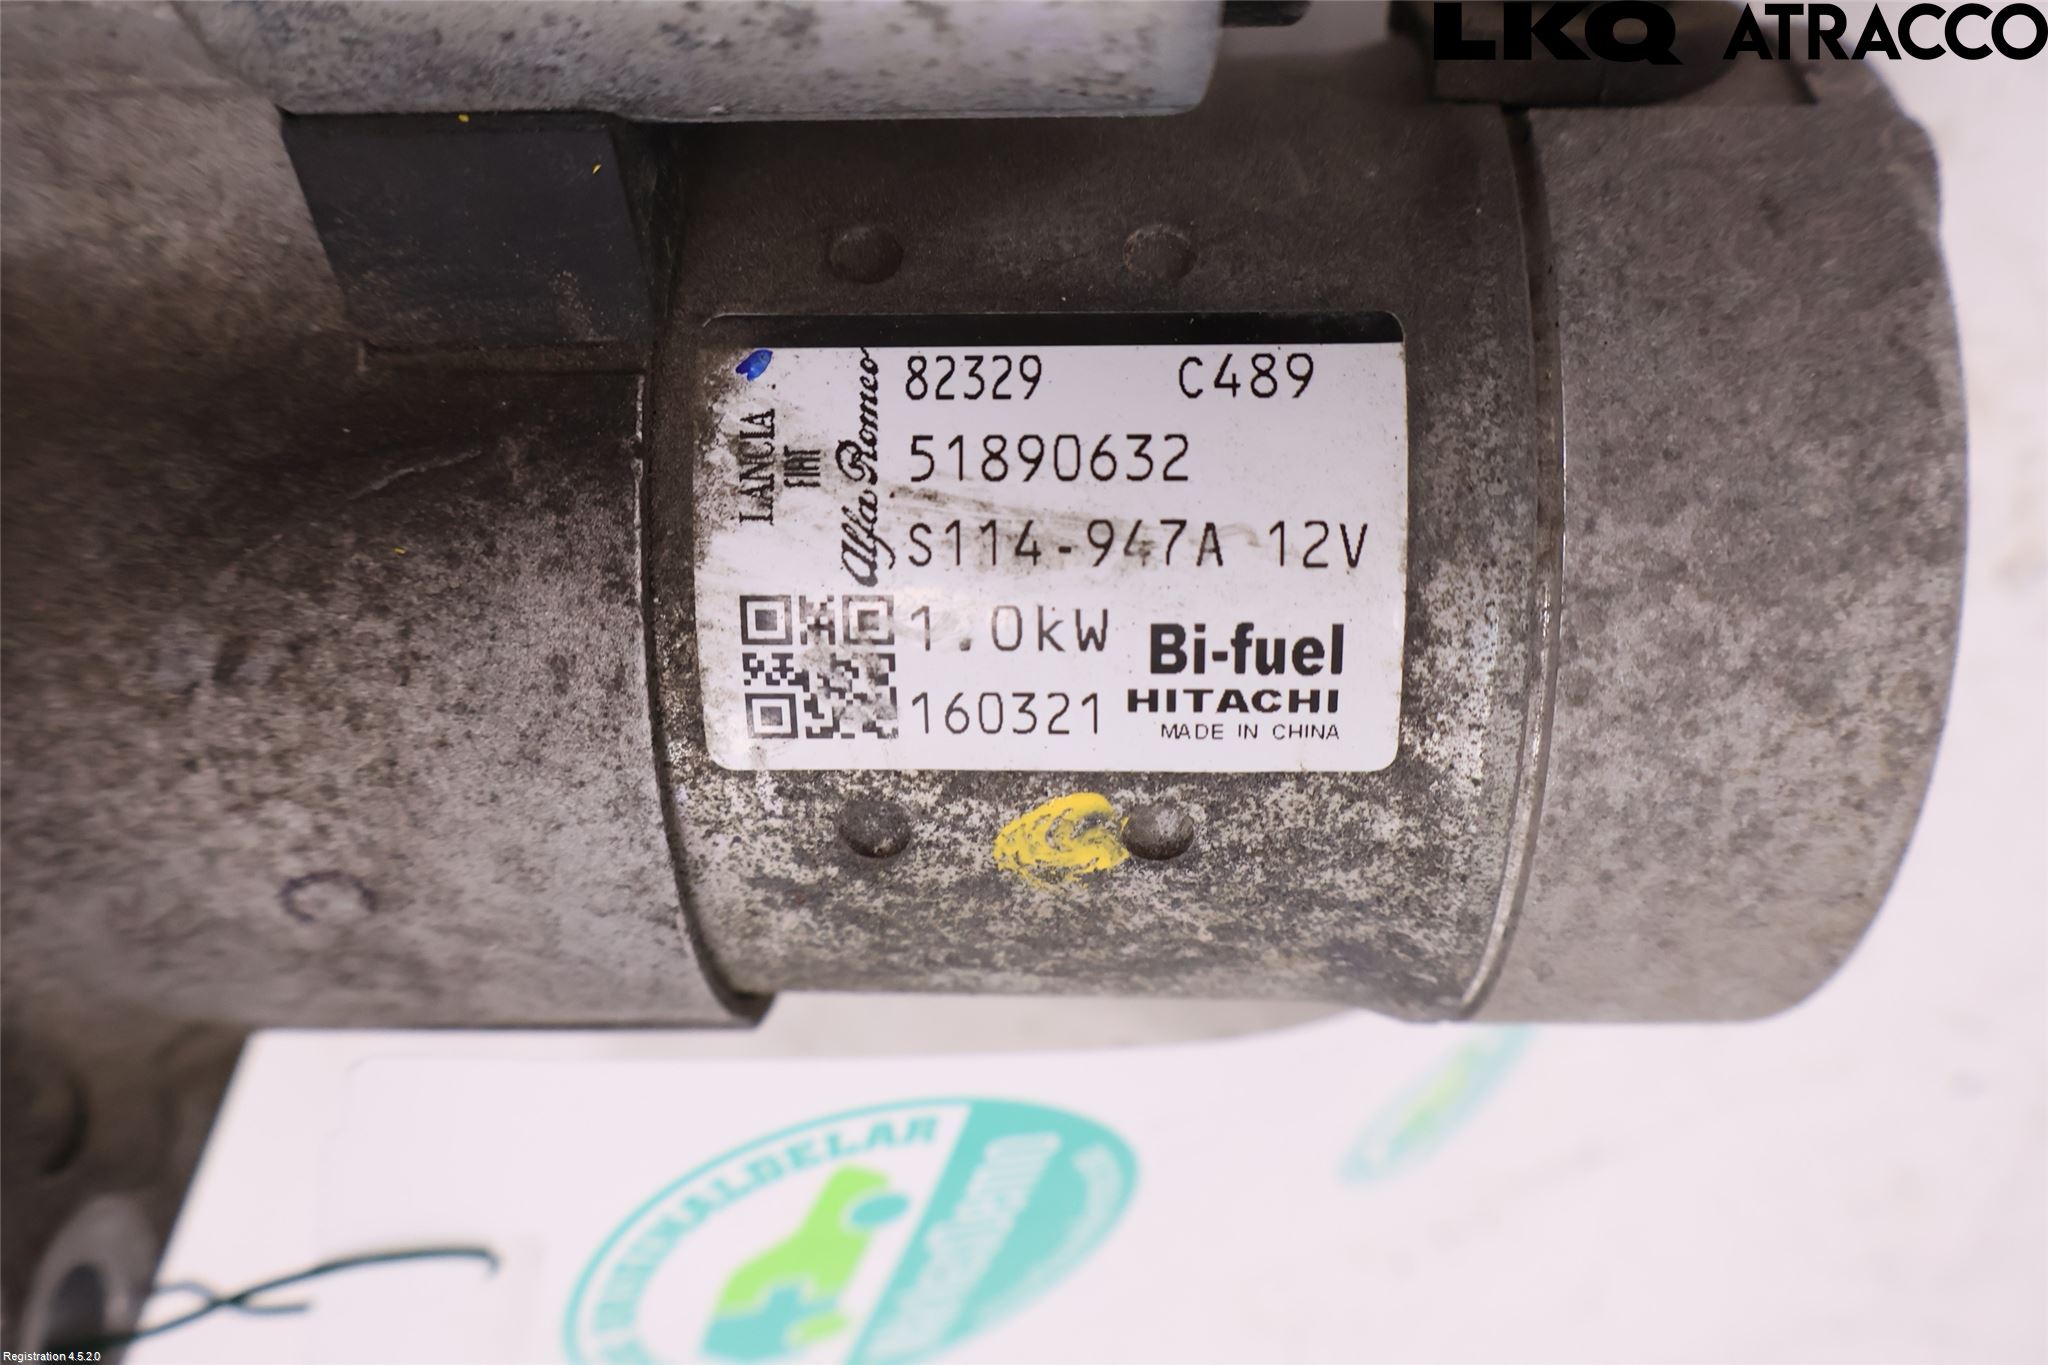 LKQ ATRACCO
82329 C489
51890632
S114-947A 12V
1.0kW
Bi-fuel
160321
HITACHI
MADE IN CHINA
LANCIA
FIAT
Alfa Romeo
C
Registration 4.5.2.0